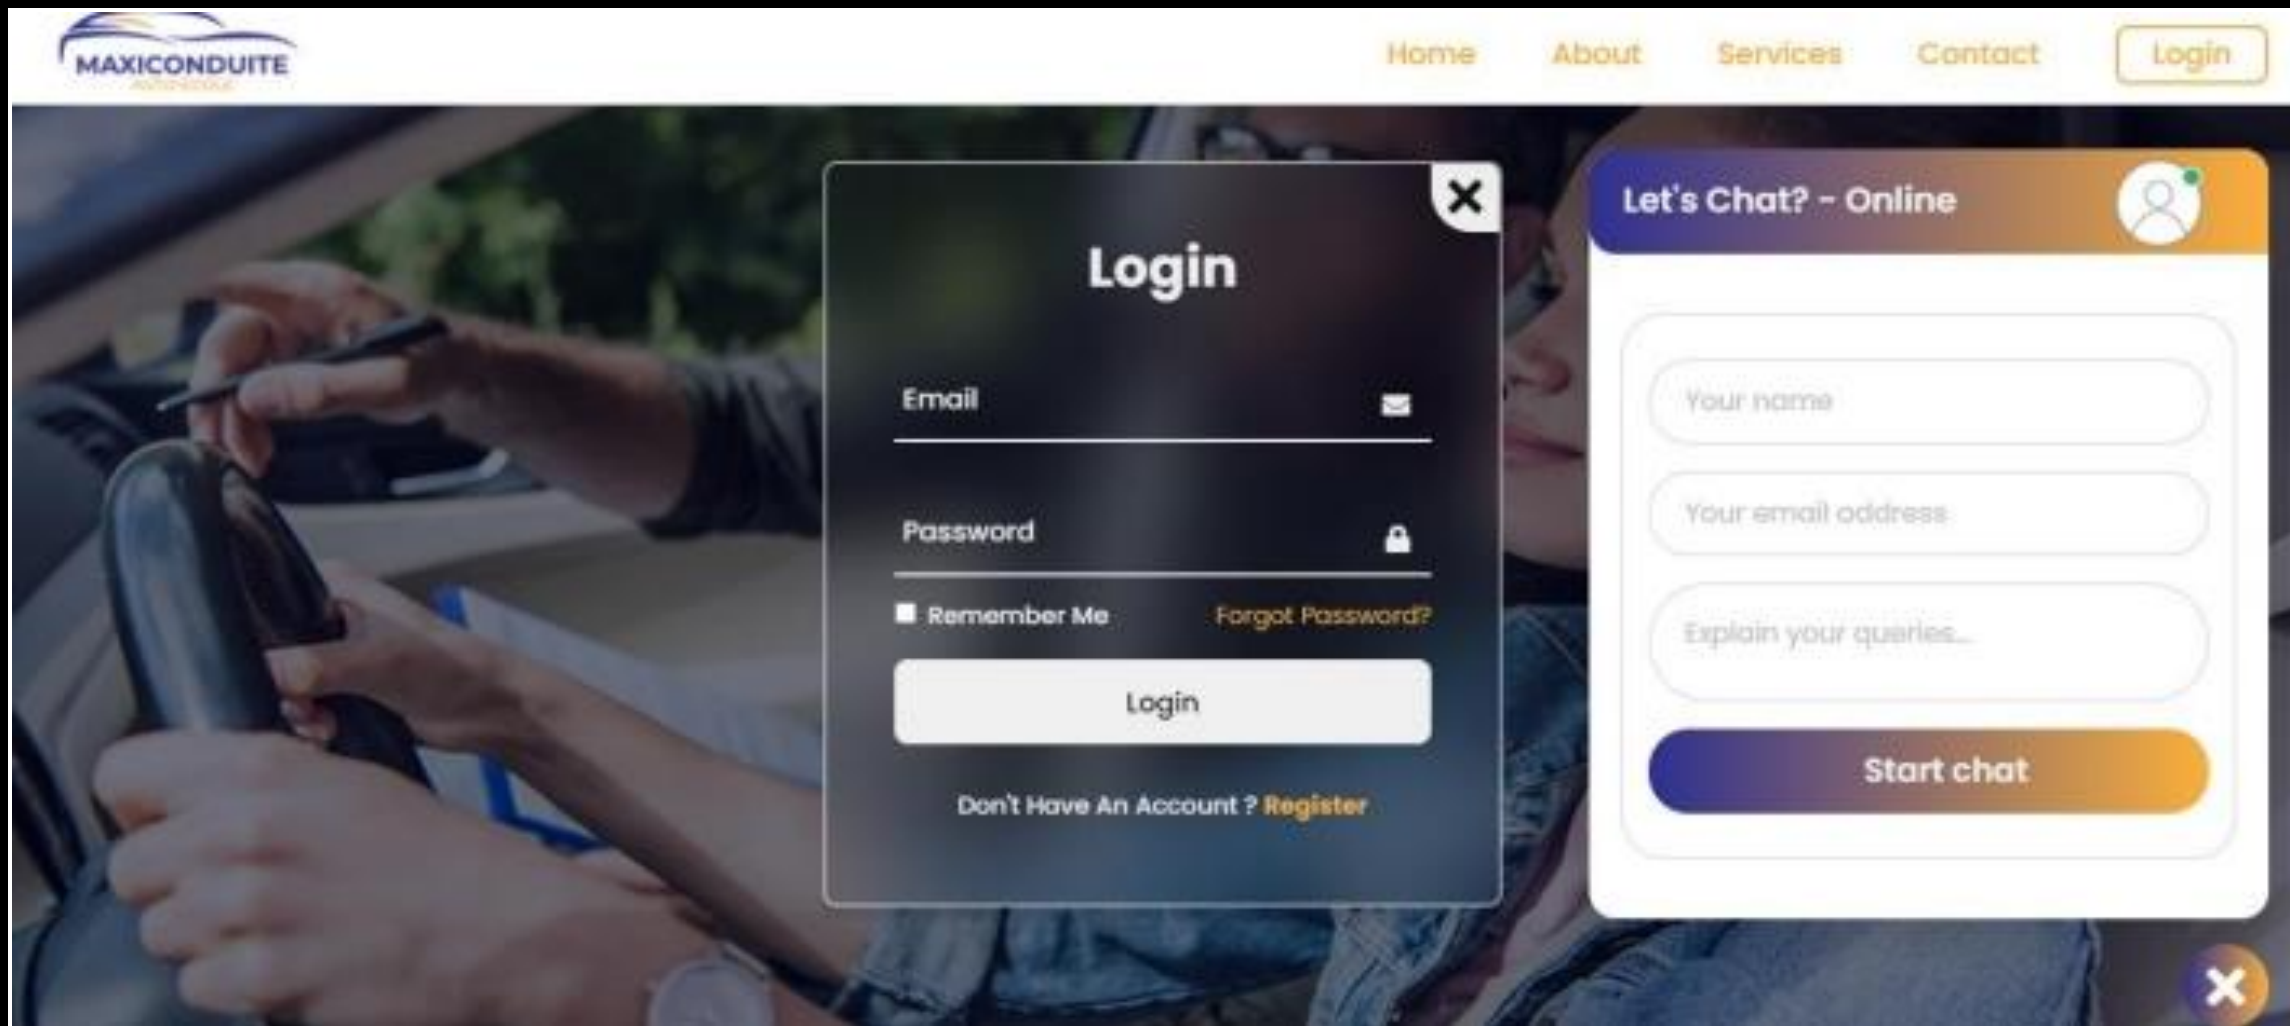 MAXICONDUITE
Home About Services Contact Login
Login
Email
Password
Remember Me Forgot Password?
Login
Don't Have An Account ? Register
Let's Chat? - Online
Your name
Your email address
Explain your queries...
Start chat